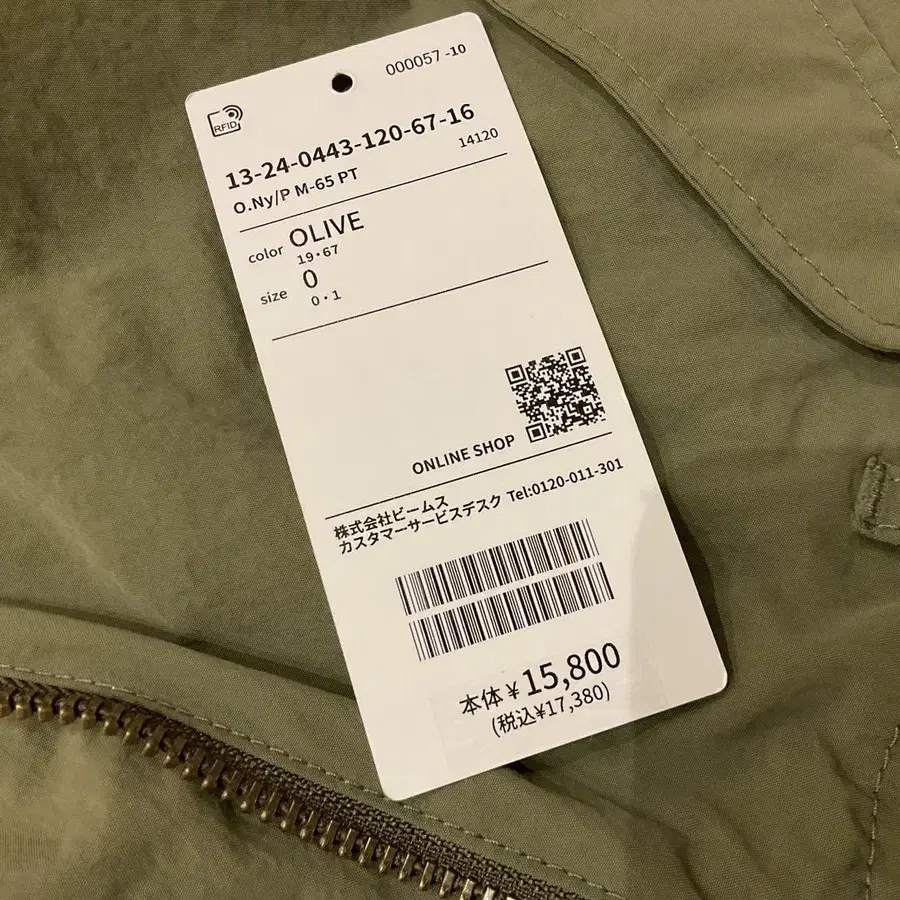 000057 -10
RFID
13-24-0443-120-67-16
14120
O.Ny/P M-65 PT
color OLIVE
19・67
size 0
0・1
ONLINE SHOP
株式会社ビームス
カスタマーサービスデスク Tel:0120-011-301
本体¥15,800
(税込¥17,380)